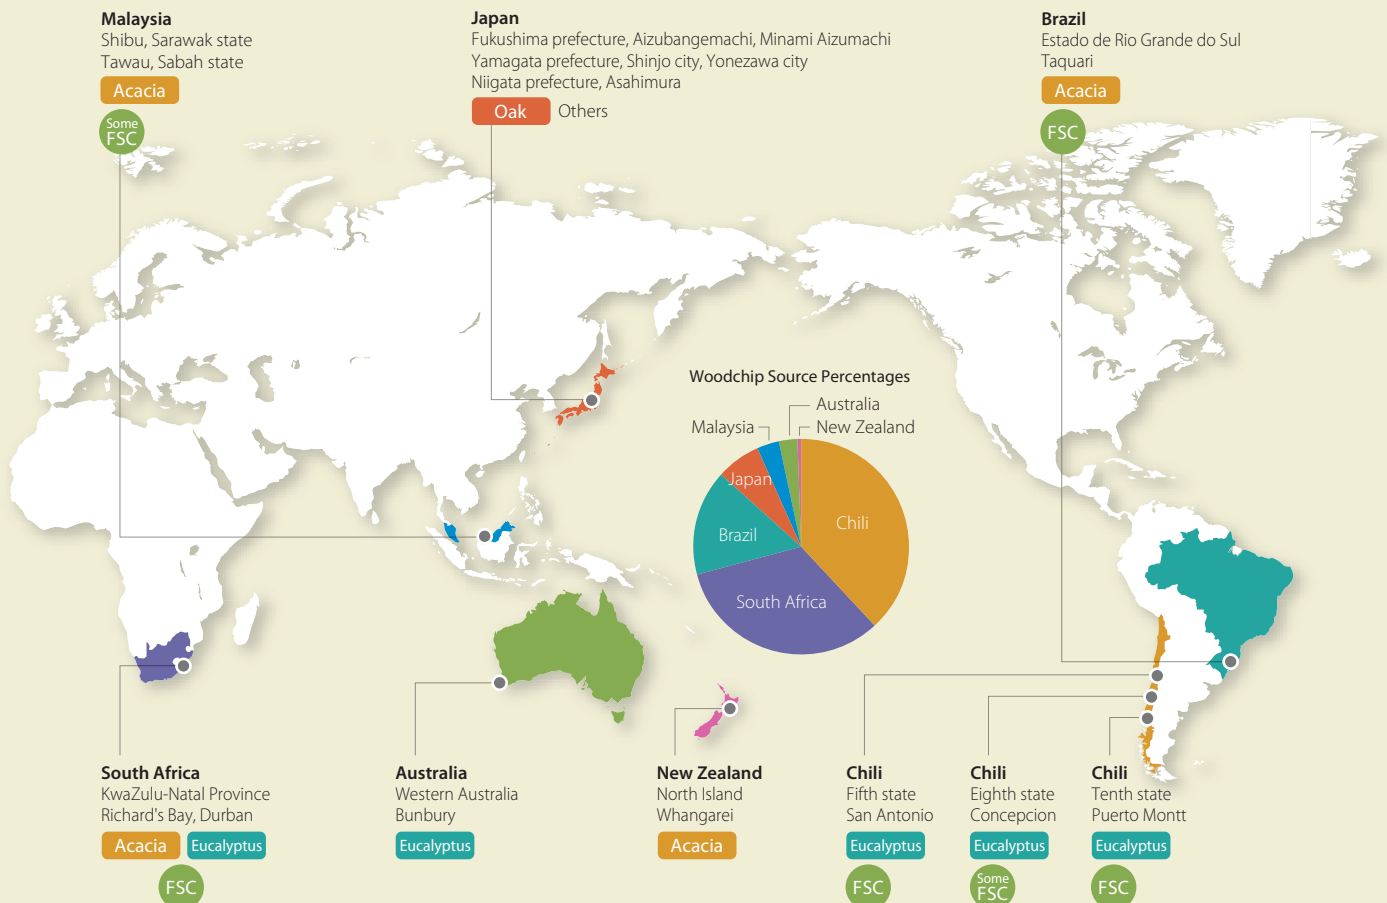 Malaysia
Shibu, Sarawak state
Tawau, Sabah state
Acacia
Some
FSC
Japan
Fukushima prefecture, Aizubangemachi, Minami Aizumachi
Yamagata prefecture, Shinjo city, Yonezawa city
Niigata prefecture, Asahimura
Oak Others
Brazil
Estado de Rio Grande do Sul
Taquari
Acacia
FSC
Woodchip Source Percentages
Australia
Malaysia
New Zealand
Japan
Chili
Brazil
South Africa
South Africa
KwaZulu-Natal Province
Richard's Bay, Durban
Acacia Eucalyptus
FSC
Australia
Western Australia
Bunbury
Eucalyptus
New Zealand
North Island
Whangarei
Acacia
Chili
Fifth state
San Antonio
Eucalyptus
FSC
Chili
Eighth state
Concepcion
Eucalyptus
Some
FSC
Chili
Tenth state
Puerto Montt
Eucalyptus
FSC